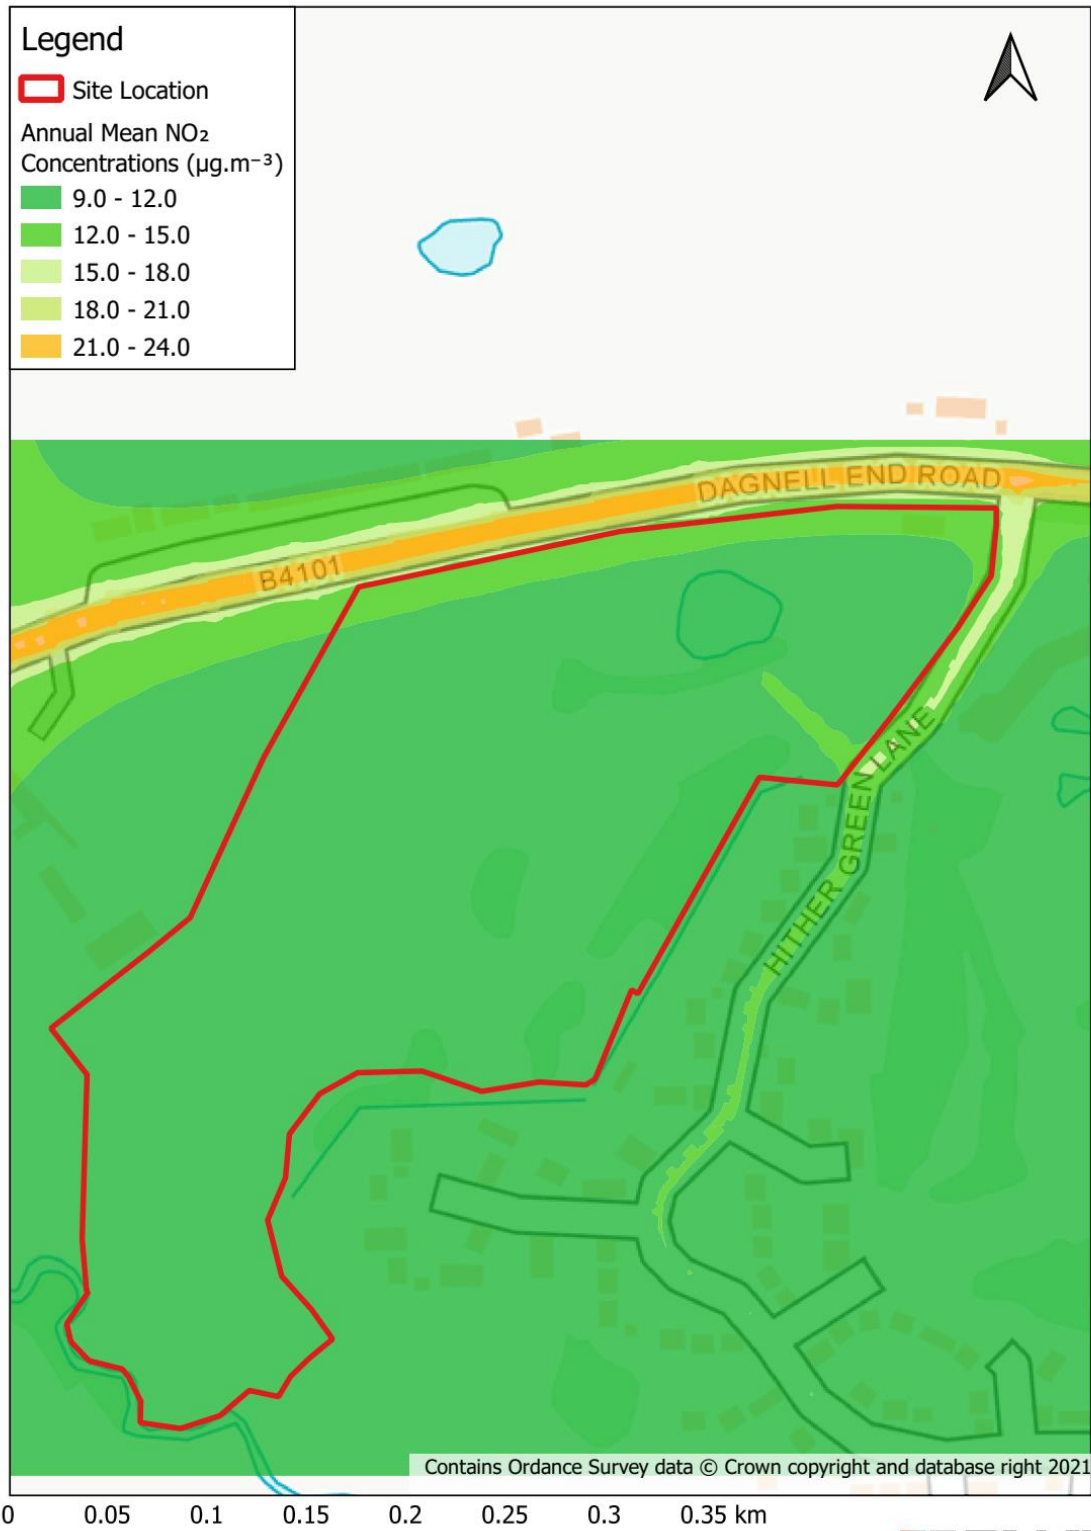 Legend
Site Location
Annual Mean NO₂
Concentrations (µg.m⁻³)
9.0 - 12.0
12.0 - 15.0
15.0 - 18.0
18.0 - 21.0
21.0 - 24.0
DAGNELL END ROAD
B4101
HITHER GREEN LANE
Contains Ordance Survey data © Crown copyright and database right 2021
0 0.05 0.1 0.15 0.2 0.25 0.3 0.35 km